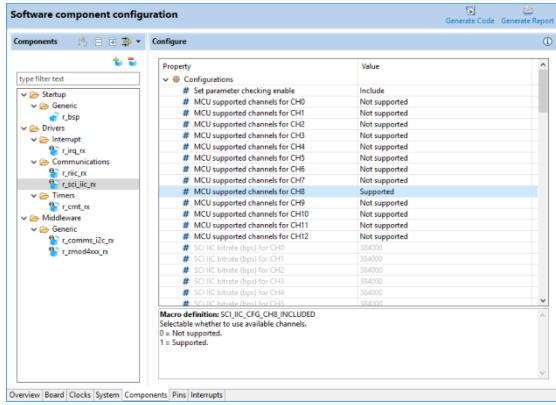 Software component configuration
Generate Code Generate Report
Components
Configure
type filter text
Startup
Generic
r_bsp
Drivers
Interrupt
r_irq_rx
Communications
r_riic_rx
r_sci_iic_rx
Timers
r_cmt_rx
Middleware
Generic
r_comms_i2c_rx
r_zmod4xxx_rx
Property Value
Configurations
# Set parameter checking enable Include
# MCU supported channels for CH0 Not supported
# MCU supported channels for CH1 Not supported
# MCU supported channels for CH2 Not supported
# MCU supported channels for CH3 Not supported
# MCU supported channels for CH4 Not supported
# MCU supported channels for CH5 Not supported
# MCU supported channels for CH6 Not supported
# MCU supported channels for CH7 Not supported
# MCU supported channels for CH8 Supported
# MCU supported channels for CH9 Not supported
# MCU supported channels for CH10 Not supported
# MCU supported channels for CH11 Not supported
# MCU supported channels for CH12 Not supported
# SCI IIC bitrate (bps) for CH0 384000
# SCI IIC bitrate (bps) for CH1 384000
# SCI IIC bitrate (bps) for CH2 384000
# SCI IIC bitrate (bps) for CH3 384000
# SCI IIC bitrate (bps) for CH4 384000
# SCI IIC bitrate (bps) for CH5 384000
Macro definition: SCI_IIC_CFG_CH8_INCLUDED
Selectable whether to use available channels.
0 = Not supported.
1 = Supported.
Overview Board Clocks System Components Pins Interrupts